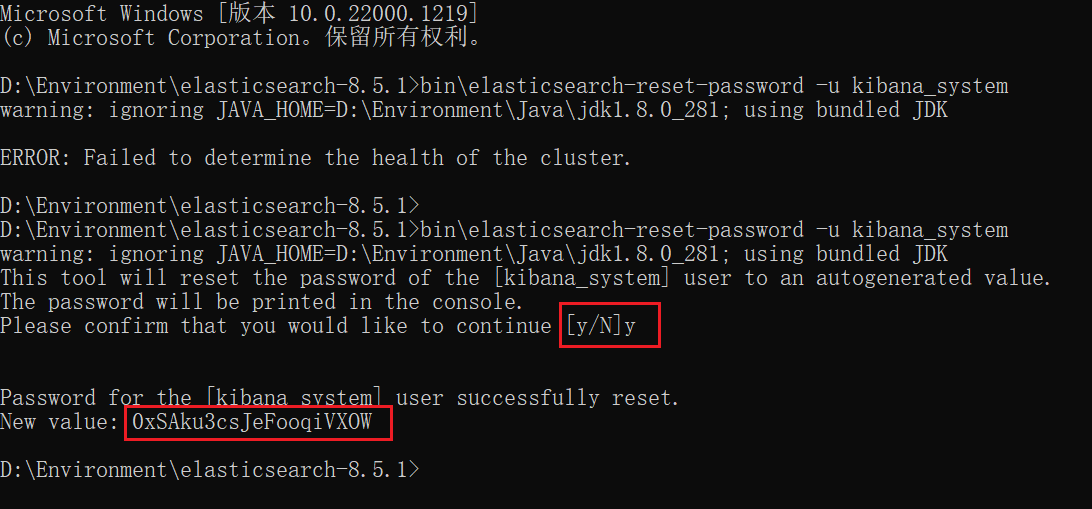 Microsoft Windows [版本 10.0.22000.1219]
(c) Microsoft Corporation。保留所有权利。
D:\Environment\elasticsearch-8.5.1>bin\elasticsearch-reset-password -u kibana_system
warning: ignoring JAVA_HOME=D:\Environment\Java\jdk1.8.0_281; using bundled JDK
ERROR: Failed to determine the health of the cluster.
D:\Environment\elasticsearch-8.5.1>
D:\Environment\elasticsearch-8.5.1>bin\elasticsearch-reset-password -u kibana_system
warning: ignoring JAVA_HOME=D:\Environment\Java\jdk1.8.0_281; using bundled JDK
This tool will reset the password of the [kibana_system] user to an autogenerated value.
The password will be printed in the console.
Please confirm that you would like to continue [y/N]y
Password for the [kibana_system] user successfully reset.
New value: 0xSAku3csJeFooqiVXOW
D:\Environment\elasticsearch-8.5.1>